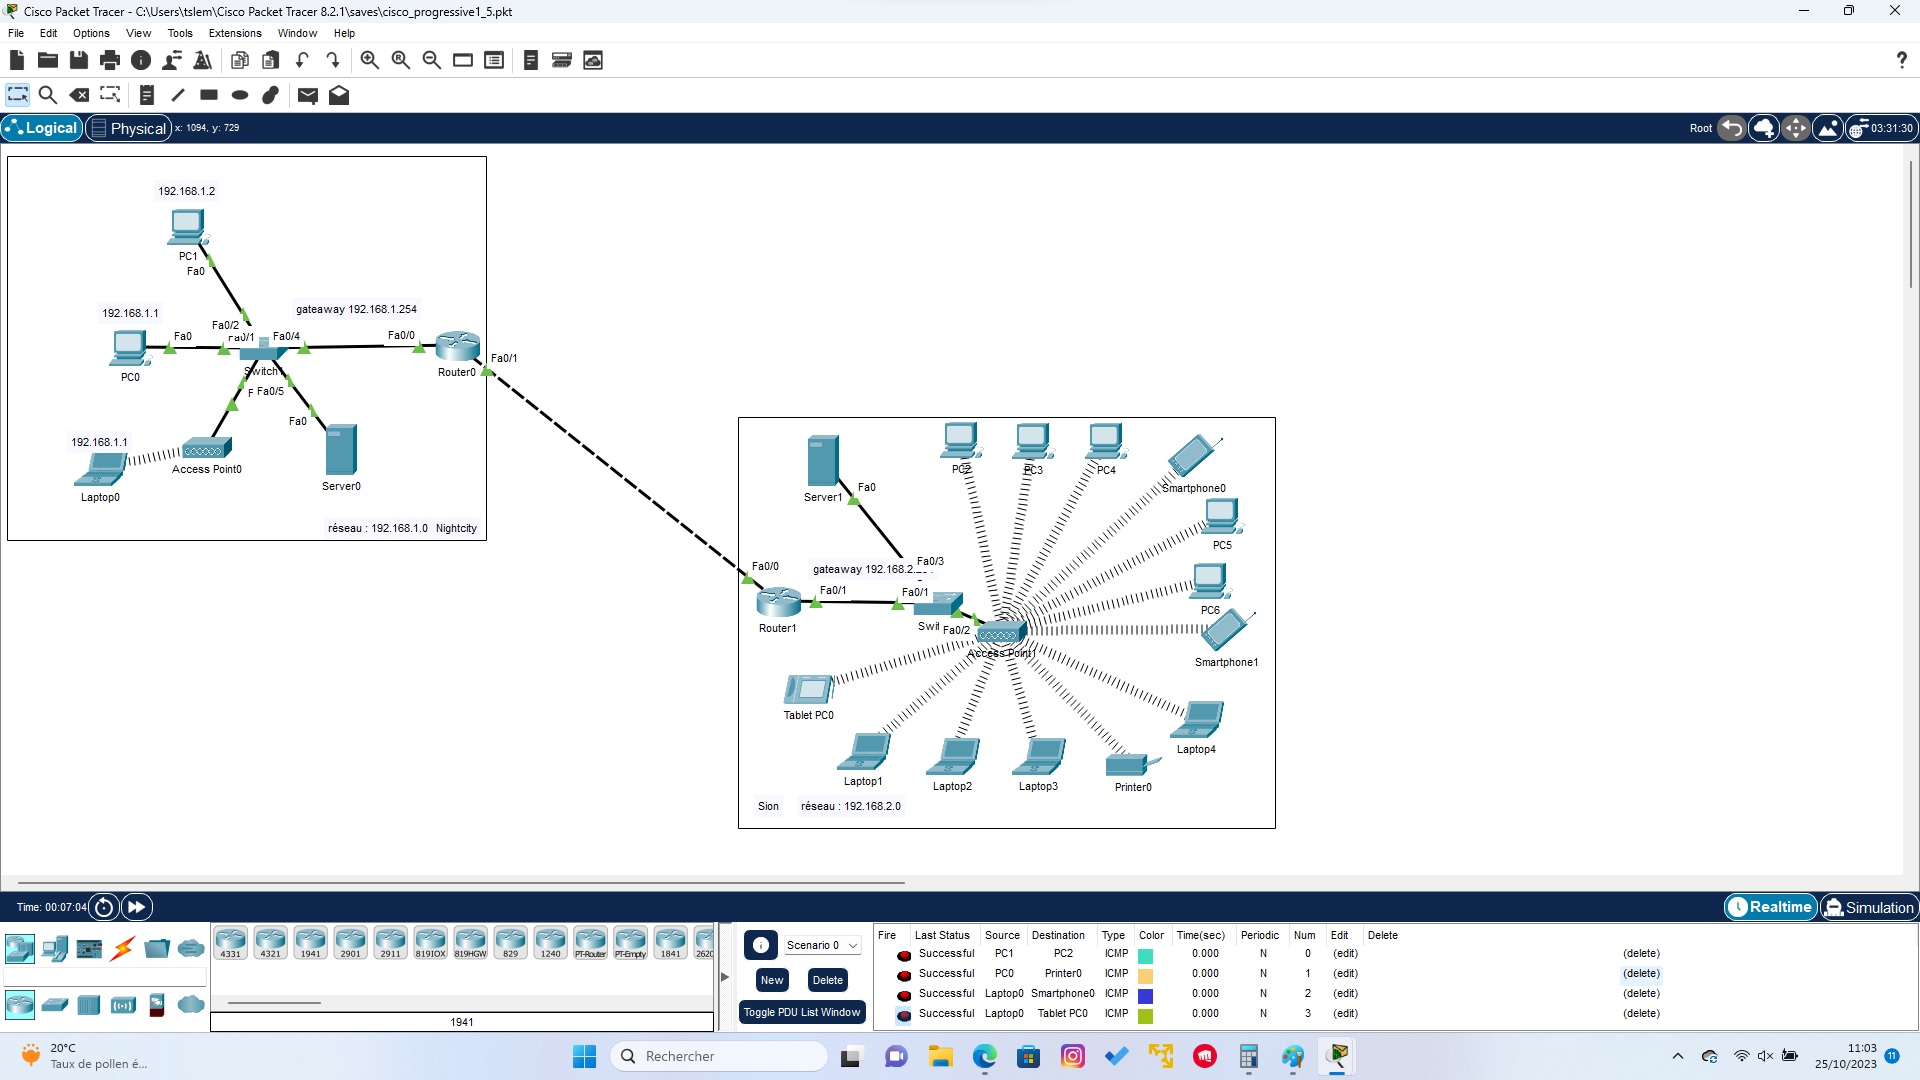 Cisco Packet Tracer - C:\Users\tslem\Cisco Packet Tracer 8.2.1\saves\cisco_progressive1_5.pkt
File Edit Options View Tools Extensions Window Help
Logical Physical x: 1094, y: 729
Root 03:31:30
192.168.1.2
PC1
Fa0
192.168.1.1
gateaway 192.168.1.254
Fa0 Fa0/2 Fa0/1 Fa0/4 Fa0/0
PC0
Router0
Fa0/1
Fa0/5
Fa0
192.168.1.1
Access Point0
Laptop0
Server0
réseau : 192.168.1.0 Nightcity
Server1
Fa0
PC2
PC3
PC4
Smartphone0
PC5
PC6
Smartphone1
Fa0/0
gateaway 192.168.2.
Fa0/3
Fa0/1
Fa0/1
Router1
Swit
Fa0/2
Access Point1
Tablet PC0
Laptop1
Laptop2
Laptop3
Printer0
Laptop4
Sion réseau : 192.168.2.0
Time: 00:07:04
Realtime Simulation
4331 4321 1941 2901 2911 819IOX 819HGW 829 1240 PT-Router PT-Empty 1841 2620
1941
Scenario 0
New Delete
Toggle PDU List Window
Fire Last Status Source Destination Type Color Time(sec) Periodic Num Edit Delete
Successful PC1 PC2 ICMP 0.000 N 0 (edit) (delete)
Successful PC0 Printer0 ICMP 0.000 N 1 (edit) (delete)
Successful Laptop0 Smartphone0 ICMP 0.000 N 2 (edit) (delete)
Successful Laptop0 Tablet PC0 ICMP 0.000 N 3 (edit) (delete)
20°C
Taux de pollen é...
Rechercher
11:03
25/10/2023
11